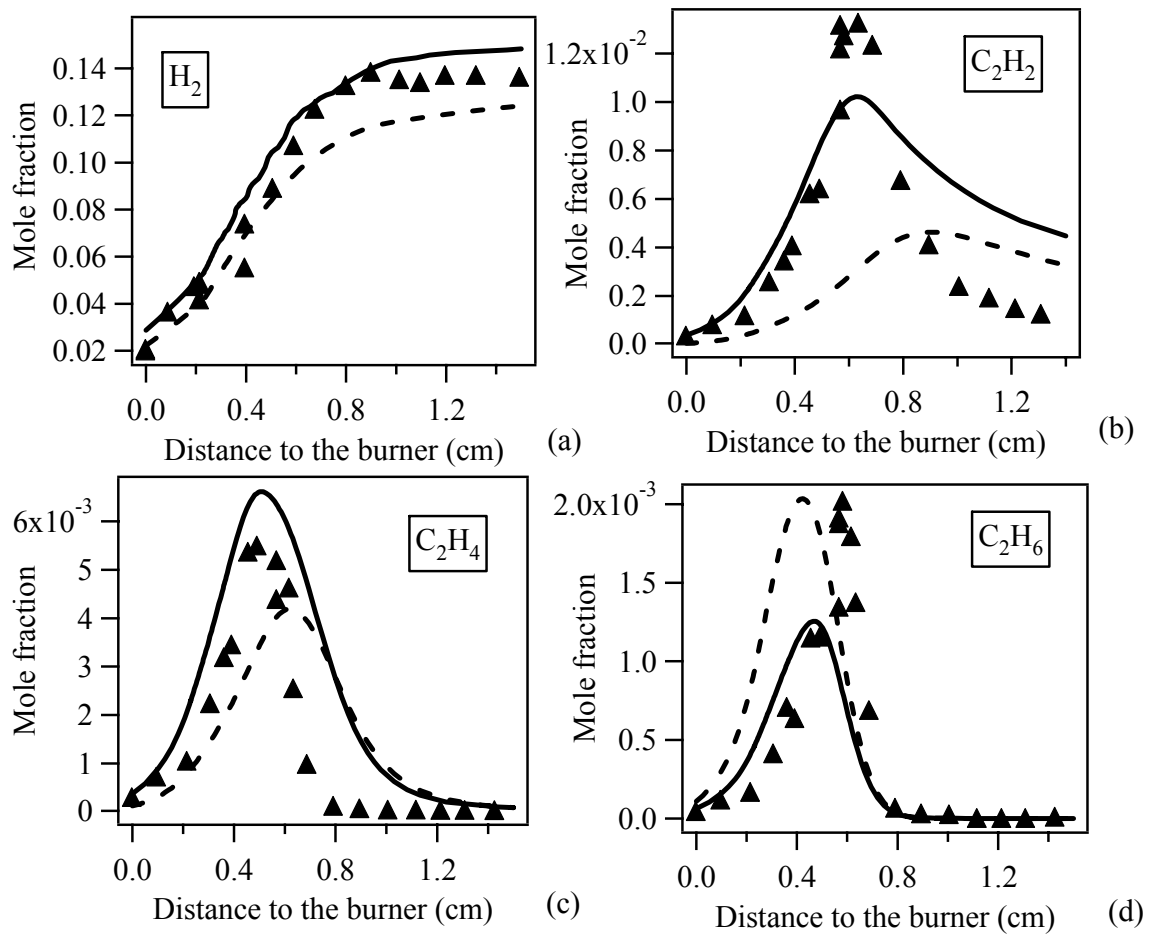 H2
Mole fraction
0.14
0.12
0.10
0.08
0.06
0.04
0.02
0.0 0.4 0.8 1.2
Distance to the burner (cm)
(a)
C2H2
Mole fraction
1.2x10-2
1.0
0.8
0.6
0.4
0.2
0.0
0.0 0.4 0.8 1.2
Distance to the burner (cm)
(b)
C2H4
Mole fraction
6x10-3
5
4
3
2
1
0
0.0 0.4 0.8 1.2
Distance to the burner (cm)
(c)
C2H6
Mole fraction
2.0x10-3
1.5
1.0
0.5
0.0
0.0 0.4 0.8 1.2
Distance to the burner (cm)
(d)